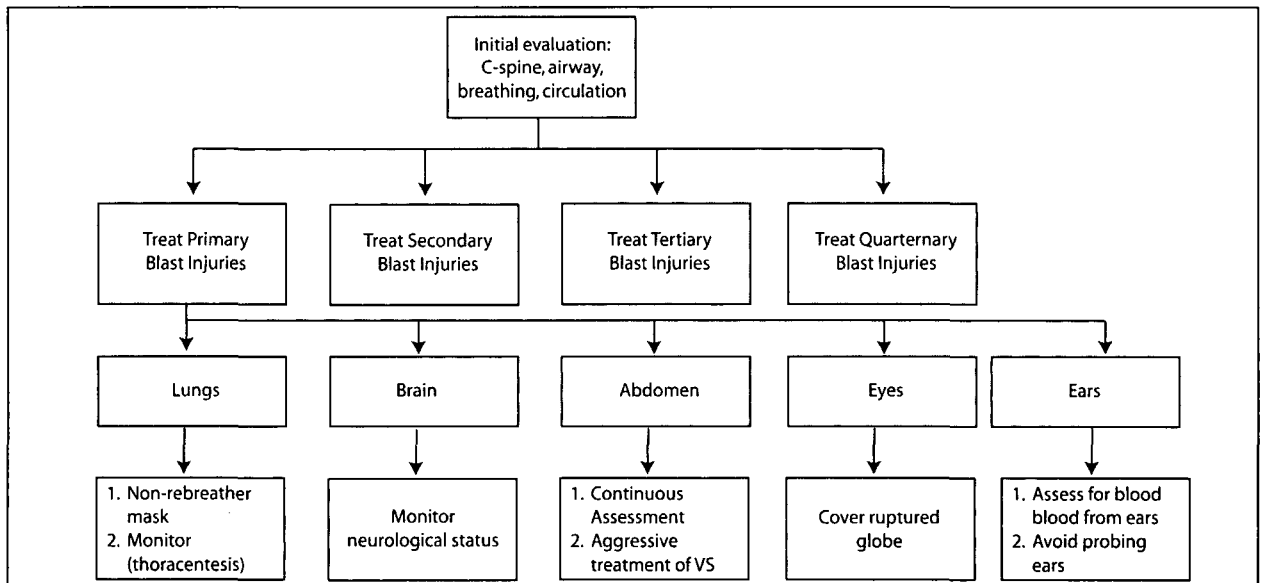 Initial evaluation:
C-spine, airway,
breathing, circulation
Treat Primary
Blast Injuries
Treat Secondary
Blast Injuries
Treat Tertiary
Blast Injuries
Treat Quarternary
Blast Injuries
Lungs
Brain
Abdomen
Eyes
Ears
1. Non-rebreather
mask
2. Monitor
(thoracentesis)
Monitor
neurological status
1. Continuous
Assessment
2. Aggressive
treatment of VS
Cover ruptured
globe
1. Assess for blood
blood from ears
2. Avoid probing
ears